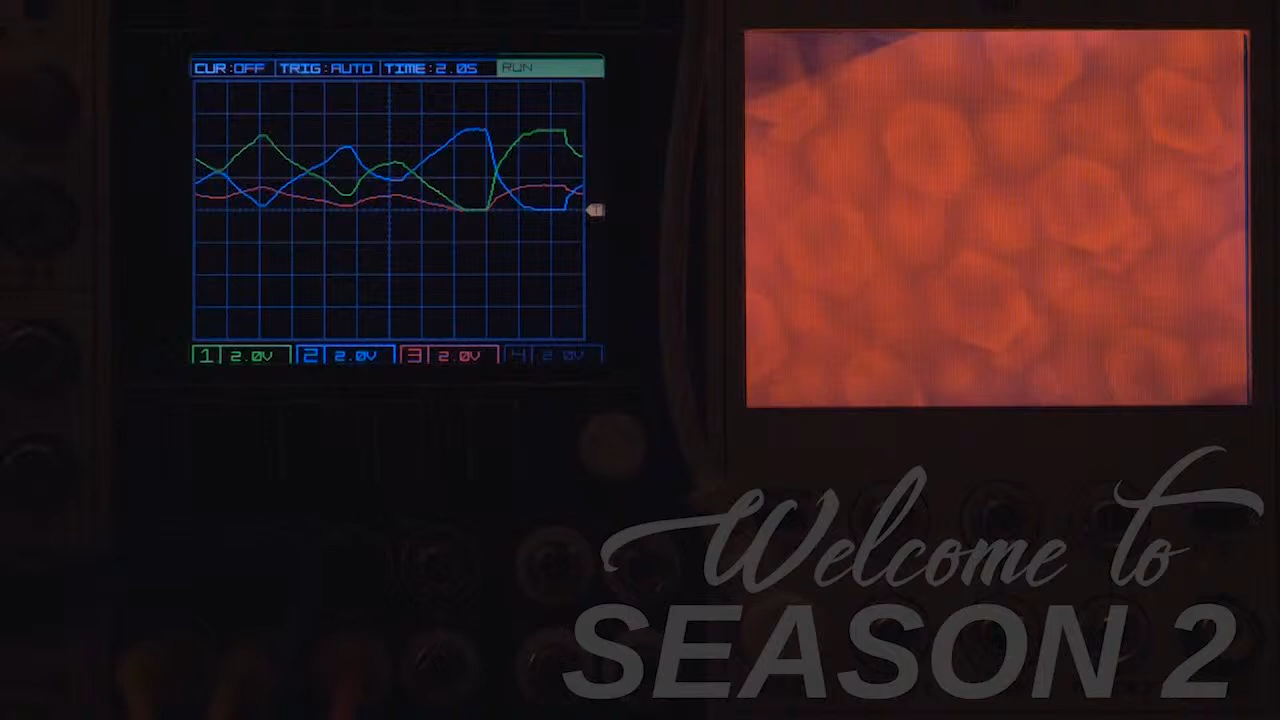 CUR:OFF TRIG:AUTO TIME:2.0S RUN
1 2.0V 2 2.0V 3 2.0V 4 2.0V
Welcome to
SEASON 2